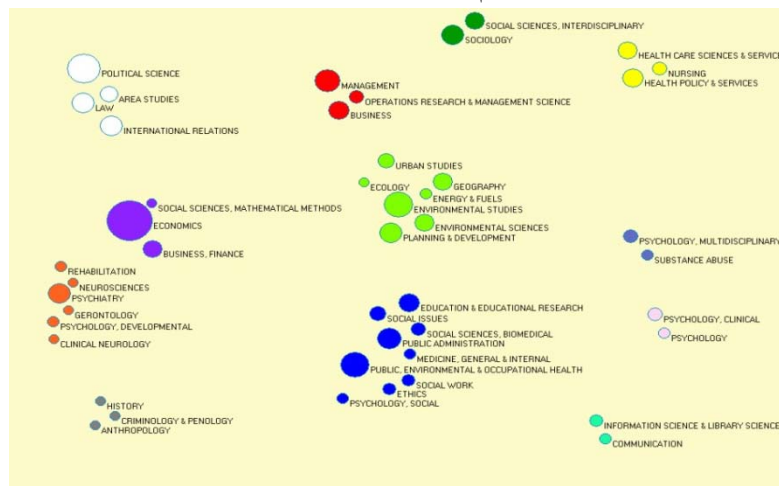 SOCIAL SCIENCES, INTERDISCIPLINARY
SOCIOLOGY
POLITICAL SCIENCE
AREA STUDIES
LAW
INTERNATIONAL RELATIONS
MANAGEMENT
OPERATIONS RESEARCH & MANAGEMENT SCIENCE
BUSINESS
HEALTH CARE SCIENCES & SERVICE
NURSING
HEALTH POLICY & SERVICES
URBAN STUDIES
ECOLOGY
GEOGRAPHY
ENERGY & FUELS
ENVIRONMENTAL STUDIES
ENVIRONMENTAL SCIENCES
PLANNING & DEVELOPMENT
SOCIAL SCIENCES, MATHEMATICAL METHODS
ECONOMICS
BUSINESS, FINANCE
PSYCHOLOGY, MULTIDISCIPLINARY
SUBSTANCE ABUSE
REHABILITATION
NEUROSCIENCES
PSYCHIATRY
GERONTOLOGY
PSYCHOLOGY, DEVELOPMENTAL
CLINICAL NEUROLOGY
EDUCATION & EDUCATIONAL RESEARCH
SOCIAL ISSUES
SOCIAL SCIENCES, BIOMEDICAL
PUBLIC ADMINISTRATION
MEDICINE, GENERAL & INTERNAL
PUBLIC, ENVIRONMENTAL & OCCUPATIONAL HEALTH
SOCIAL WORK
ETHICS
PSYCHOLOGY, SOCIAL
PSYCHOLOGY, CLINICAL
PSYCHOLOGY
HISTORY
CRIMINOLOGY & PENOLOGY
ANTHROPOLOGY
INFORMATION SCIENCE & LIBRARY SCIENCE
COMMUNICATION